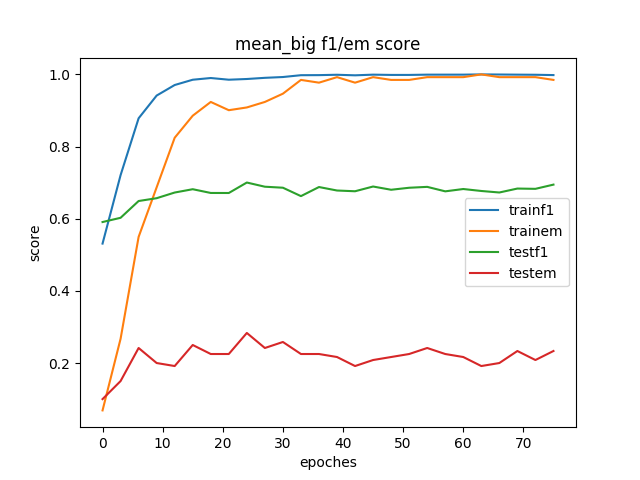 mean_big f1/em score
1.0
0.8
0.6
0.4
0.2
score
trainf1
trainem
testf1
testem
0 10 20 30 40 50 60 70
epoches